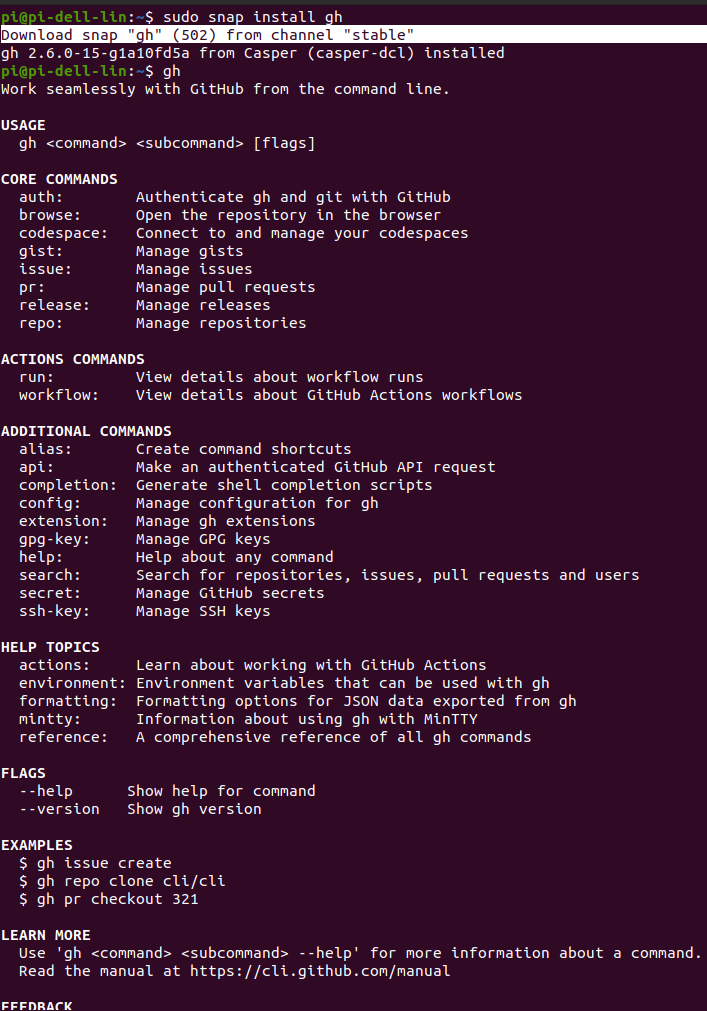 pi@pi-dell-lin:~$ sudo snap install gh
Download snap "gh" (502) from channel "stable"
gh 2.6.0-15-g1a10fd5a from Casper (casper-dcl) installed
pi@pi-dell-lin:~$ gh
Work seamlessly with GitHub from the command line.
USAGE
gh <command> <subcommand> [flags]
CORE COMMANDS
auth: Authenticate gh and git with GitHub
browse: Open the repository in the browser
codespace: Connect to and manage your codespaces
gist: Manage gists
issue: Manage issues
pr: Manage pull requests
release: Manage releases
repo: Manage repositories
ACTIONS COMMANDS
run: View details about workflow runs
workflow: View details about GitHub Actions workflows
ADDITIONAL COMMANDS
alias: Create command shortcuts
api: Make an authenticated GitHub API request
completion: Generate shell completion scripts
config: Manage configuration for gh
extension: Manage gh extensions
gpg-key: Manage GPG keys
help: Help about any command
search: Search for repositories, issues, pull requests and users
secret: Manage GitHub secrets
ssh-key: Manage SSH keys
HELP TOPICS
actions: Learn about working with GitHub Actions
environment: Environment variables that can be used with gh
formatting: Formatting options for JSON data exported from gh
mintty: Information about using gh with MinTTY
reference: A comprehensive reference of all gh commands
FLAGS
--help Show help for command
--version Show gh version
EXAMPLES
$ gh issue create
$ gh repo clone cli/cli
$ gh pr checkout 321
LEARN MORE
Use 'gh <command> <subcommand> --help' for more information about a command.
Read the manual at https://cli.github.com/manual
FEEDBACK